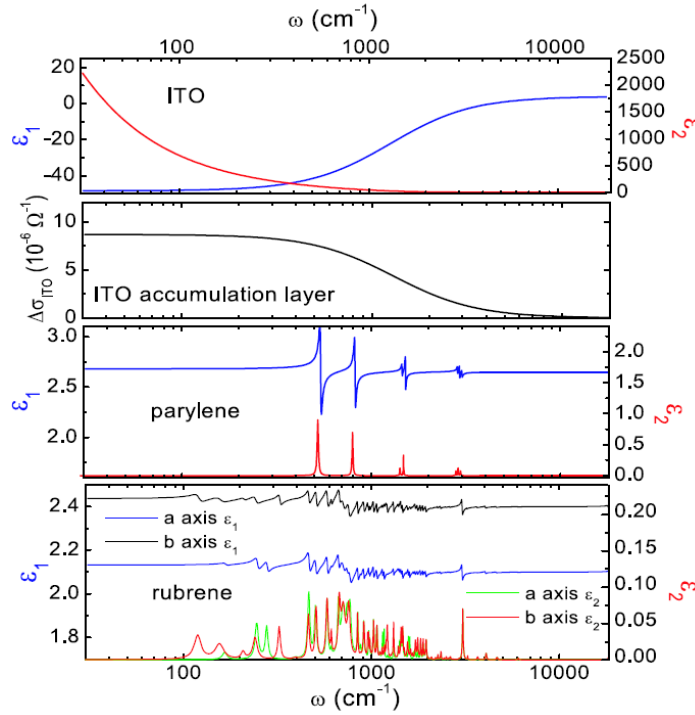 ω (cm⁻¹)
100 1000 10000
ITO
ε₁
20
0
-20
-40
2500
2000
1500
1000
500
0
ε₂
Δσ_ITO (10⁻⁶ Ω⁻¹)
10
5
0
ITO accumulation layer
ε₁
3.0
2.5
2.0
100 1000 10000
parylene
2.0
1.5
1.0
0.5
0.0
ε₂
ε₁
2.4
2.2
2.0
1.8
a axis ε₁
b axis ε₁
rubrene
a axis ε₂
b axis ε₂
0.20
0.15
0.10
0.05
0.00
ε₂
100 1000 10000
ω (cm⁻¹)